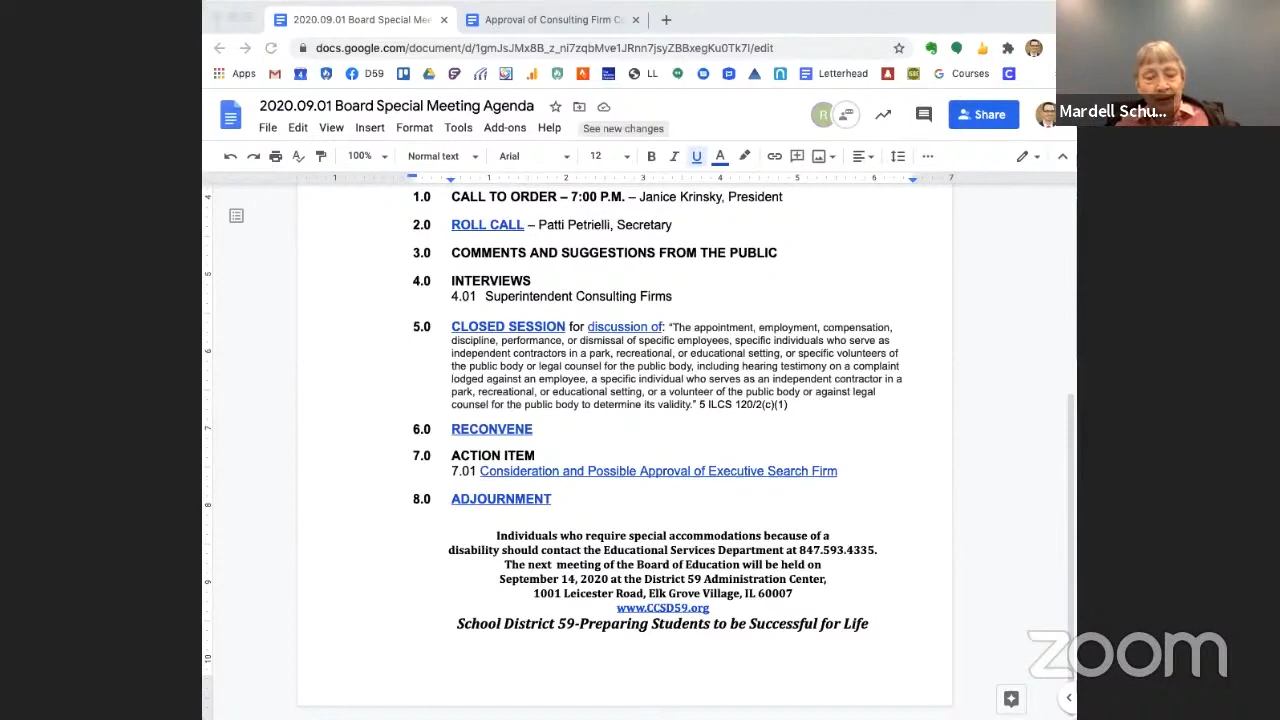 2020.09.01 Board Special Mee
Approval of Consulting Firm C
docs.google.com/document/d/1gmJsJMx8B_z_ni7zqbMve1JRnn7jsyZBBxegKu0Tk7I/edit
Apps
D59
LL
Letterhead
Courses
2020.09.01 Board Special Meeting Agenda
File Edit View Insert Format Tools Add-ons Help See new changes
Share
Mardell Schu...
100% Normal text Arial 12 B I U A
1 1 2 3 4 5 6 7
1.0 CALL TO ORDER – 7:00 P.M. – Janice Krinsky, President
2.0 ROLL CALL – Patti Petrielli, Secretary
3.0 COMMENTS AND SUGGESTIONS FROM THE PUBLIC
4.0 INTERVIEWS
4.01 Superintendent Consulting Firms
5.0 CLOSED SESSION for discussion of: “The appointment, employment, compensation,
discipline, performance, or dismissal of specific employees, specific individuals who serve as
independent contractors in a park, recreational, or educational setting, or specific volunteers of
the public body or legal counsel for the public body, including hearing testimony on a complaint
lodged against an employee, a specific individual who serves as an independent contractor in a
park, recreational, or educational setting, or a volunteer of the public body or against legal
counsel for the public body to determine its validity.” 5 ILCS 120/2(c)(1)
6.0 RECONVENE
7.0 ACTION ITEM
7.01 Consideration and Possible Approval of Executive Search Firm
8.0 ADJOURNMENT
Individuals who require special accommodations because of a
disability should contact the Educational Services Department at 847.593.4335.
The next meeting of the Board of Education will be held on
September 14, 2020 at the District 59 Administration Center,
1001 Leicester Road, Elk Grove Village, IL 60007
www.CCSD59.org
School District 59-Preparing Students to be Successful for Life
zoom